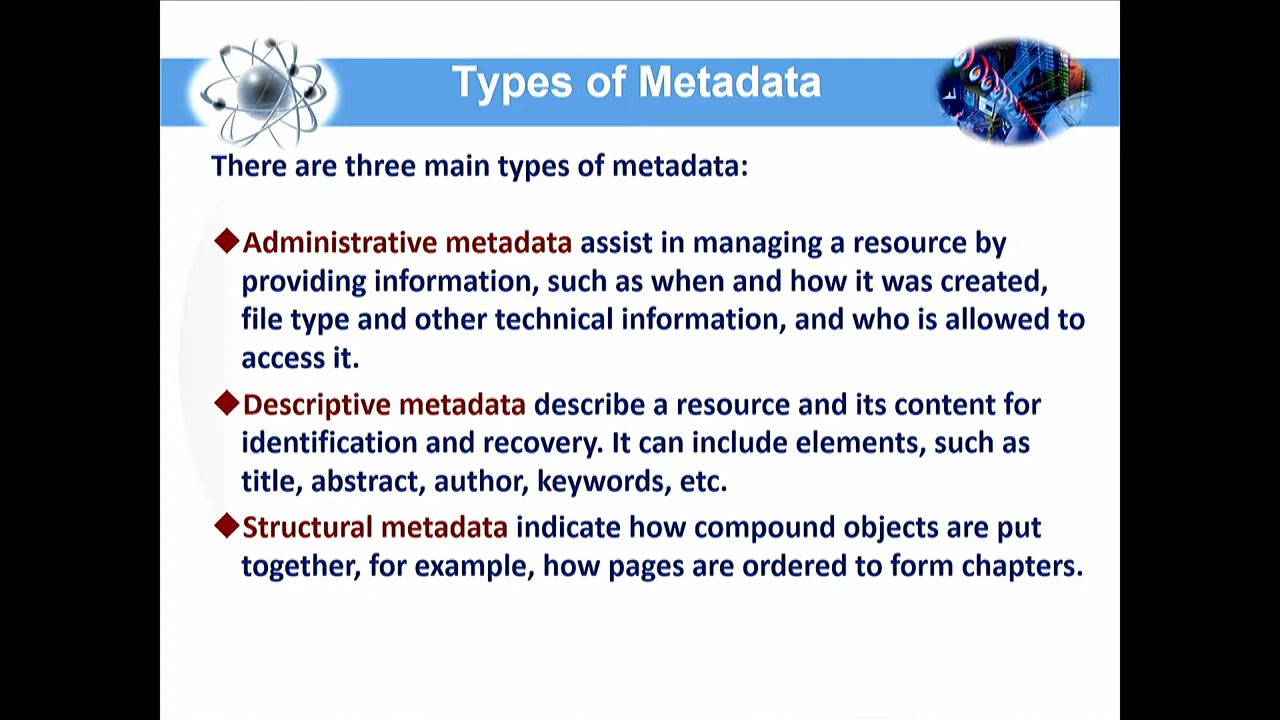 Types of Metadata
There are three main types of metadata:
Administrative metadata assist in managing a resource by
providing information, such as when and how it was created,
file type and other technical information, and who is allowed to
access it.
Descriptive metadata describe a resource and its content for
identification and recovery. It can include elements, such as
title, abstract, author, keywords, etc.
Structural metadata indicate how compound objects are put
together, for example, how pages are ordered to form chapters.